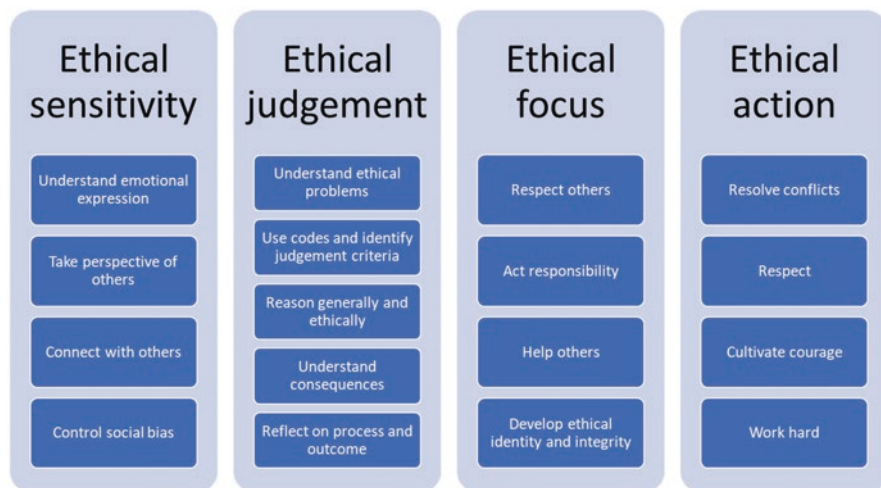 Ethical
sensitivity
Understand emotional
expression
Take perspective of
others
Connect with others
Control social bias
Ethical
judgement
Understand ethical
problems
Use codes and identify
judgement criteria
Reason generally and
ethically
Understand
consequences
Reflect on process and
outcome
Ethical
focus
Respect others
Act responsibility
Help others
Develop ethical
identity and integrity
Ethical
action
Resolve conflicts
Respect
Cultivate courage
Work hard